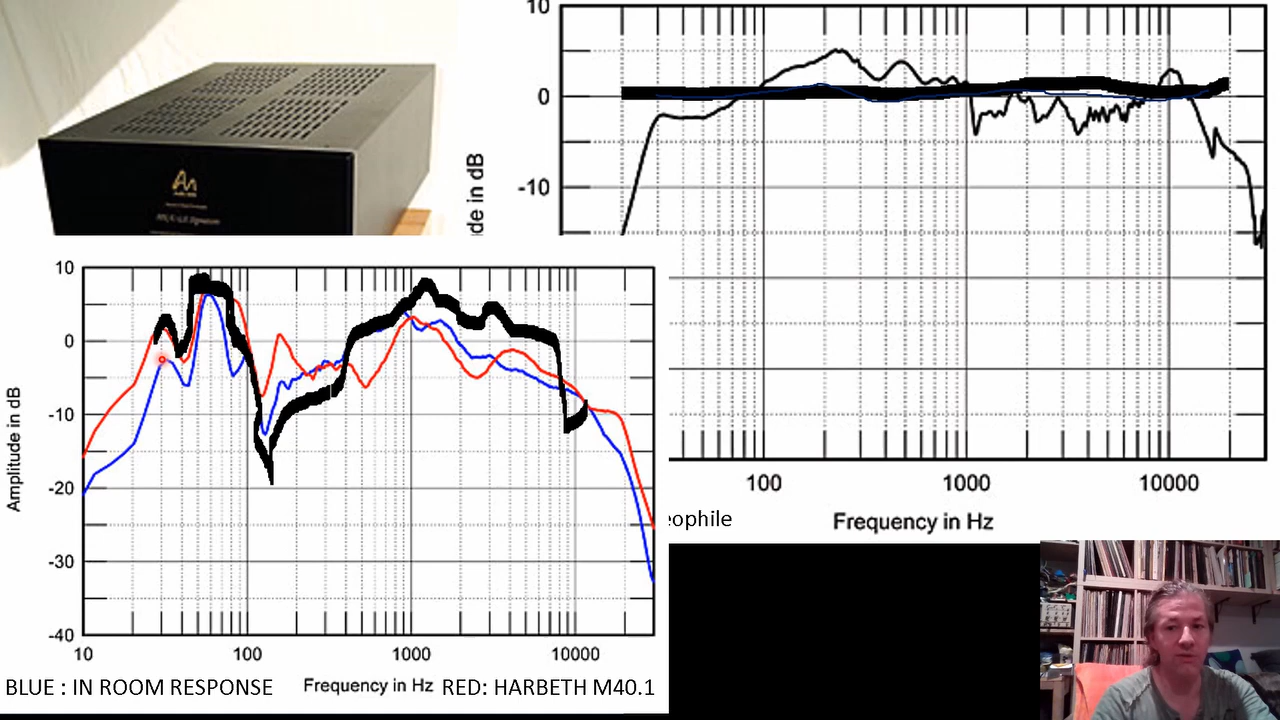 10
0
-10
de in dB
100
1000
10000
eophile
Frequency in Hz
10
0
-10
-20
-30
-40
Amplitude in dB
10
100
1000
10000
BLUE : IN ROOM RESPONSE
Frequency in Hz
RED: HARBETH M40.1